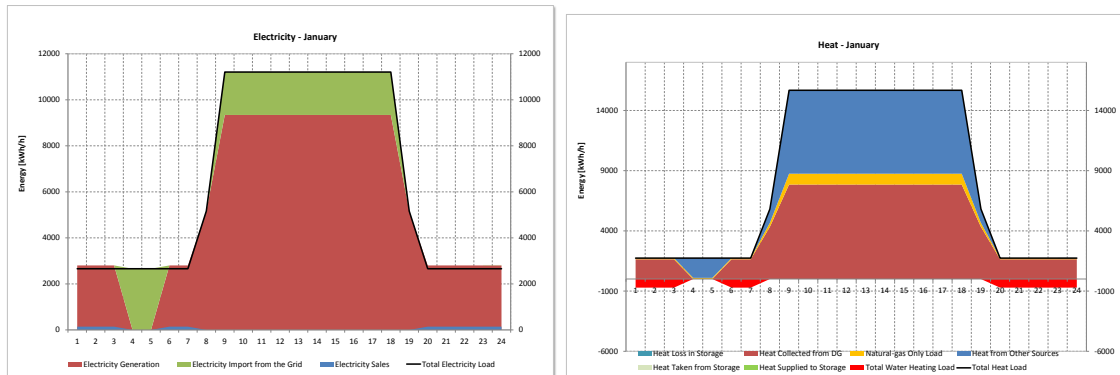 Electricity - January
12000
10000
8000
6000
4000
2000
0
12000
10000
8000
6000
4000
2000
0
Energy [kWh/h]
1 2 3 4 5 6 7 8 9 10 11 12 13 14 15 16 17 18 19 20 21 22 23 24
Electricity Generation Electricity Import from the Grid Electricity Sales Total Electricity Load
Heat - January
14000
9000
4000
-1000
-6000
14000
9000
4000
-1000
-6000
Energy [kWh/h]
1 2 3 4 5 6 7 8 9 10 11 12 13 14 15 16 17 18 19 20 21 22 23 24
Heat Loss in Storage Heat Collected from DG Natural-gas Only Load Heat from Other Sources
Heat Taken from Storage Heat Supplied to Storage Total Water Heating Load Total Heat Load